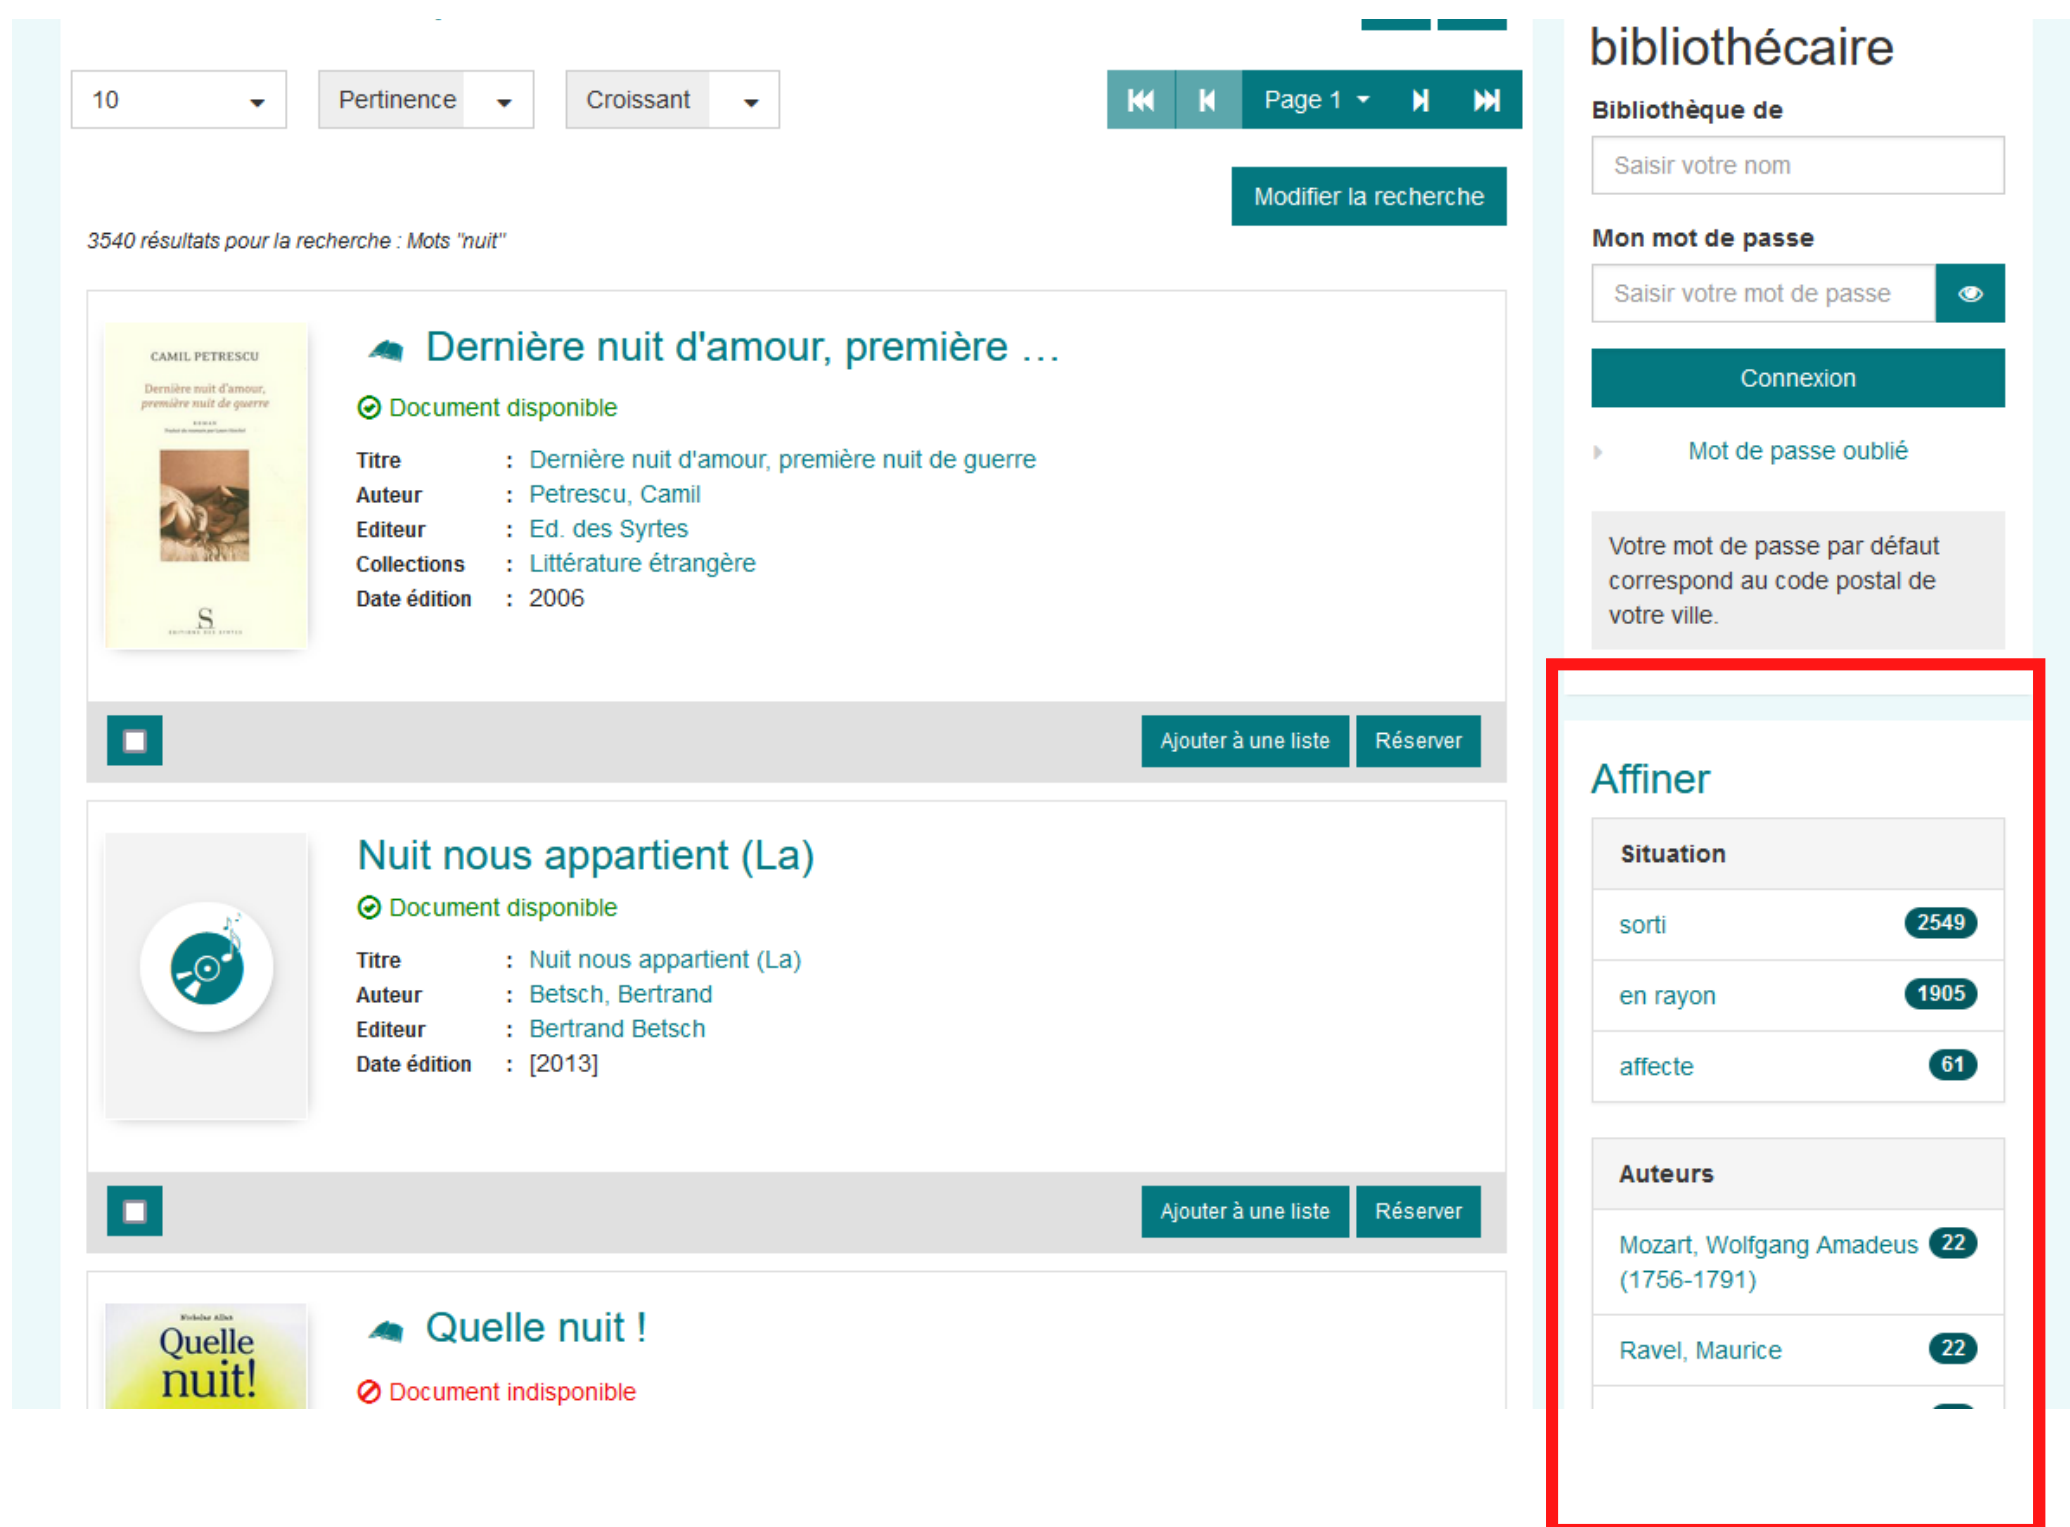 10
Pertinence
Croissant
Page 1
Modifier la recherche
3540 résultats pour la recherche : Mots "nuit"
CAMIL PETRESCU
Dernière nuit d'amour,
première nuit de guerre
ROMAN
S
EDITIONS DES SYRTES
Dernière nuit d'amour, première …
Document disponible
Titre : Dernière nuit d'amour, première nuit de guerre
Auteur : Petrescu, Camil
Editeur : Ed. des Syrtes
Collections : Littérature étrangère
Date édition : 2006
Ajouter à une liste
Réserver
Nuit nous appartient (La)
Document disponible
Titre : Nuit nous appartient (La)
Auteur : Betsch, Bertrand
Editeur : Bertrand Betsch
Date édition : [2013]
Ajouter à une liste
Réserver
Nicholas Allan
Quelle
nuit!
Quelle nuit !
Document indisponible
bibliothécaire
Bibliothèque de
Saisir votre nom
Mon mot de passe
Saisir votre mot de passe
Connexion
Mot de passe oublié
Votre mot de passe par défaut
correspond au code postal de
votre ville.
Affiner
Situation
sorti 2549
en rayon 1905
affecte 61
Auteurs
Mozart, Wolfgang Amadeus 22
(1756-1791)
Ravel, Maurice 22